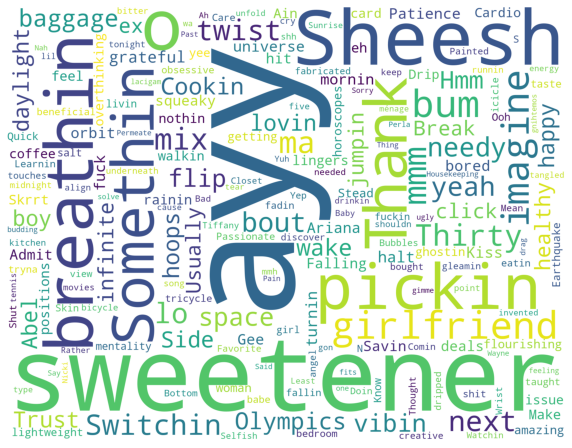 baggage
ex
o
twist
Sheesh
Ah
Care
unfold
Ain
card
Patience
Cardio
s
bitter
wa
Past
cry
Sunrise
Painted
daylight
Nah
lil
feel
grateful
universe
shh
tonight
hit
eh
keep
energy
taste
overthinking
yee
Cookin
obsessive
fabricated
five
mornin
Drip
Hmm
imagine
beneficial
livin
squeaky
lacigam
Sorry
menage
Ooh
runnin
icicle
righteous
Quick
orbit
nothin
lovin
horoscopes
Thank
bum
happy
coffee
salt
mix
ma
getting
jumpin
Perla
Break
Thing
Learnin
underneath
walkin
lingers
mmm
needy
touches
align
fuck
Permeate
Yuh
needed
yeah
bored
Housekeeping
tangled
midnight
flip
tear
Closet
Yep
fadin
Stead
click
Mean
Skrrt
Somethin
breathin
ayyy
bout
drinkin
Baby
fuckin
ugly
healthy
budding
solve
Bad
rainin
cause
Tiffany
Ariana
shouldn
Thirty
drag
boy
infinite
Usually
hoops
Passionate
discover
wake
Bubbles
ghostin
Kiss
Earthquake
kitchen
Admit
view
song
mmh
Pain
Falling
bought
gleamin
eatin
Shut
tennis
tryna
movies
positions
Skin
bicycle
tricycle
lo
space
halt
gimme
pickin
Abel
mentality
Side
Gee
turnin
girl
Savin
point
invented
Comin
deals
flourishing
Rather
Bottom
woman
fallin
angel
gon
N
girlfriend
Wayne
Say
Nicki
Favorite
Said
fits
one
Doin
Know
feeling
type
sweetener
dripped
taught
Trust
babe
Least
Thought
shit
Wrist
issue
lightweight
Switchin
Olympics
Selfish
bedroom
vibin
creative
next
Watchin
Make
amazing